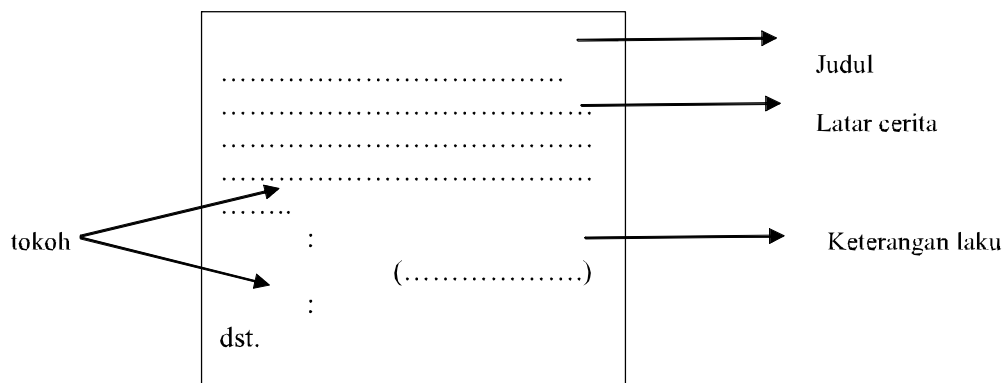 Judul
....................................
Latar cerita
.......................................
.......................................
.......................................
........
tokoh
:
Keterangan laku
(...................)
:
dst.